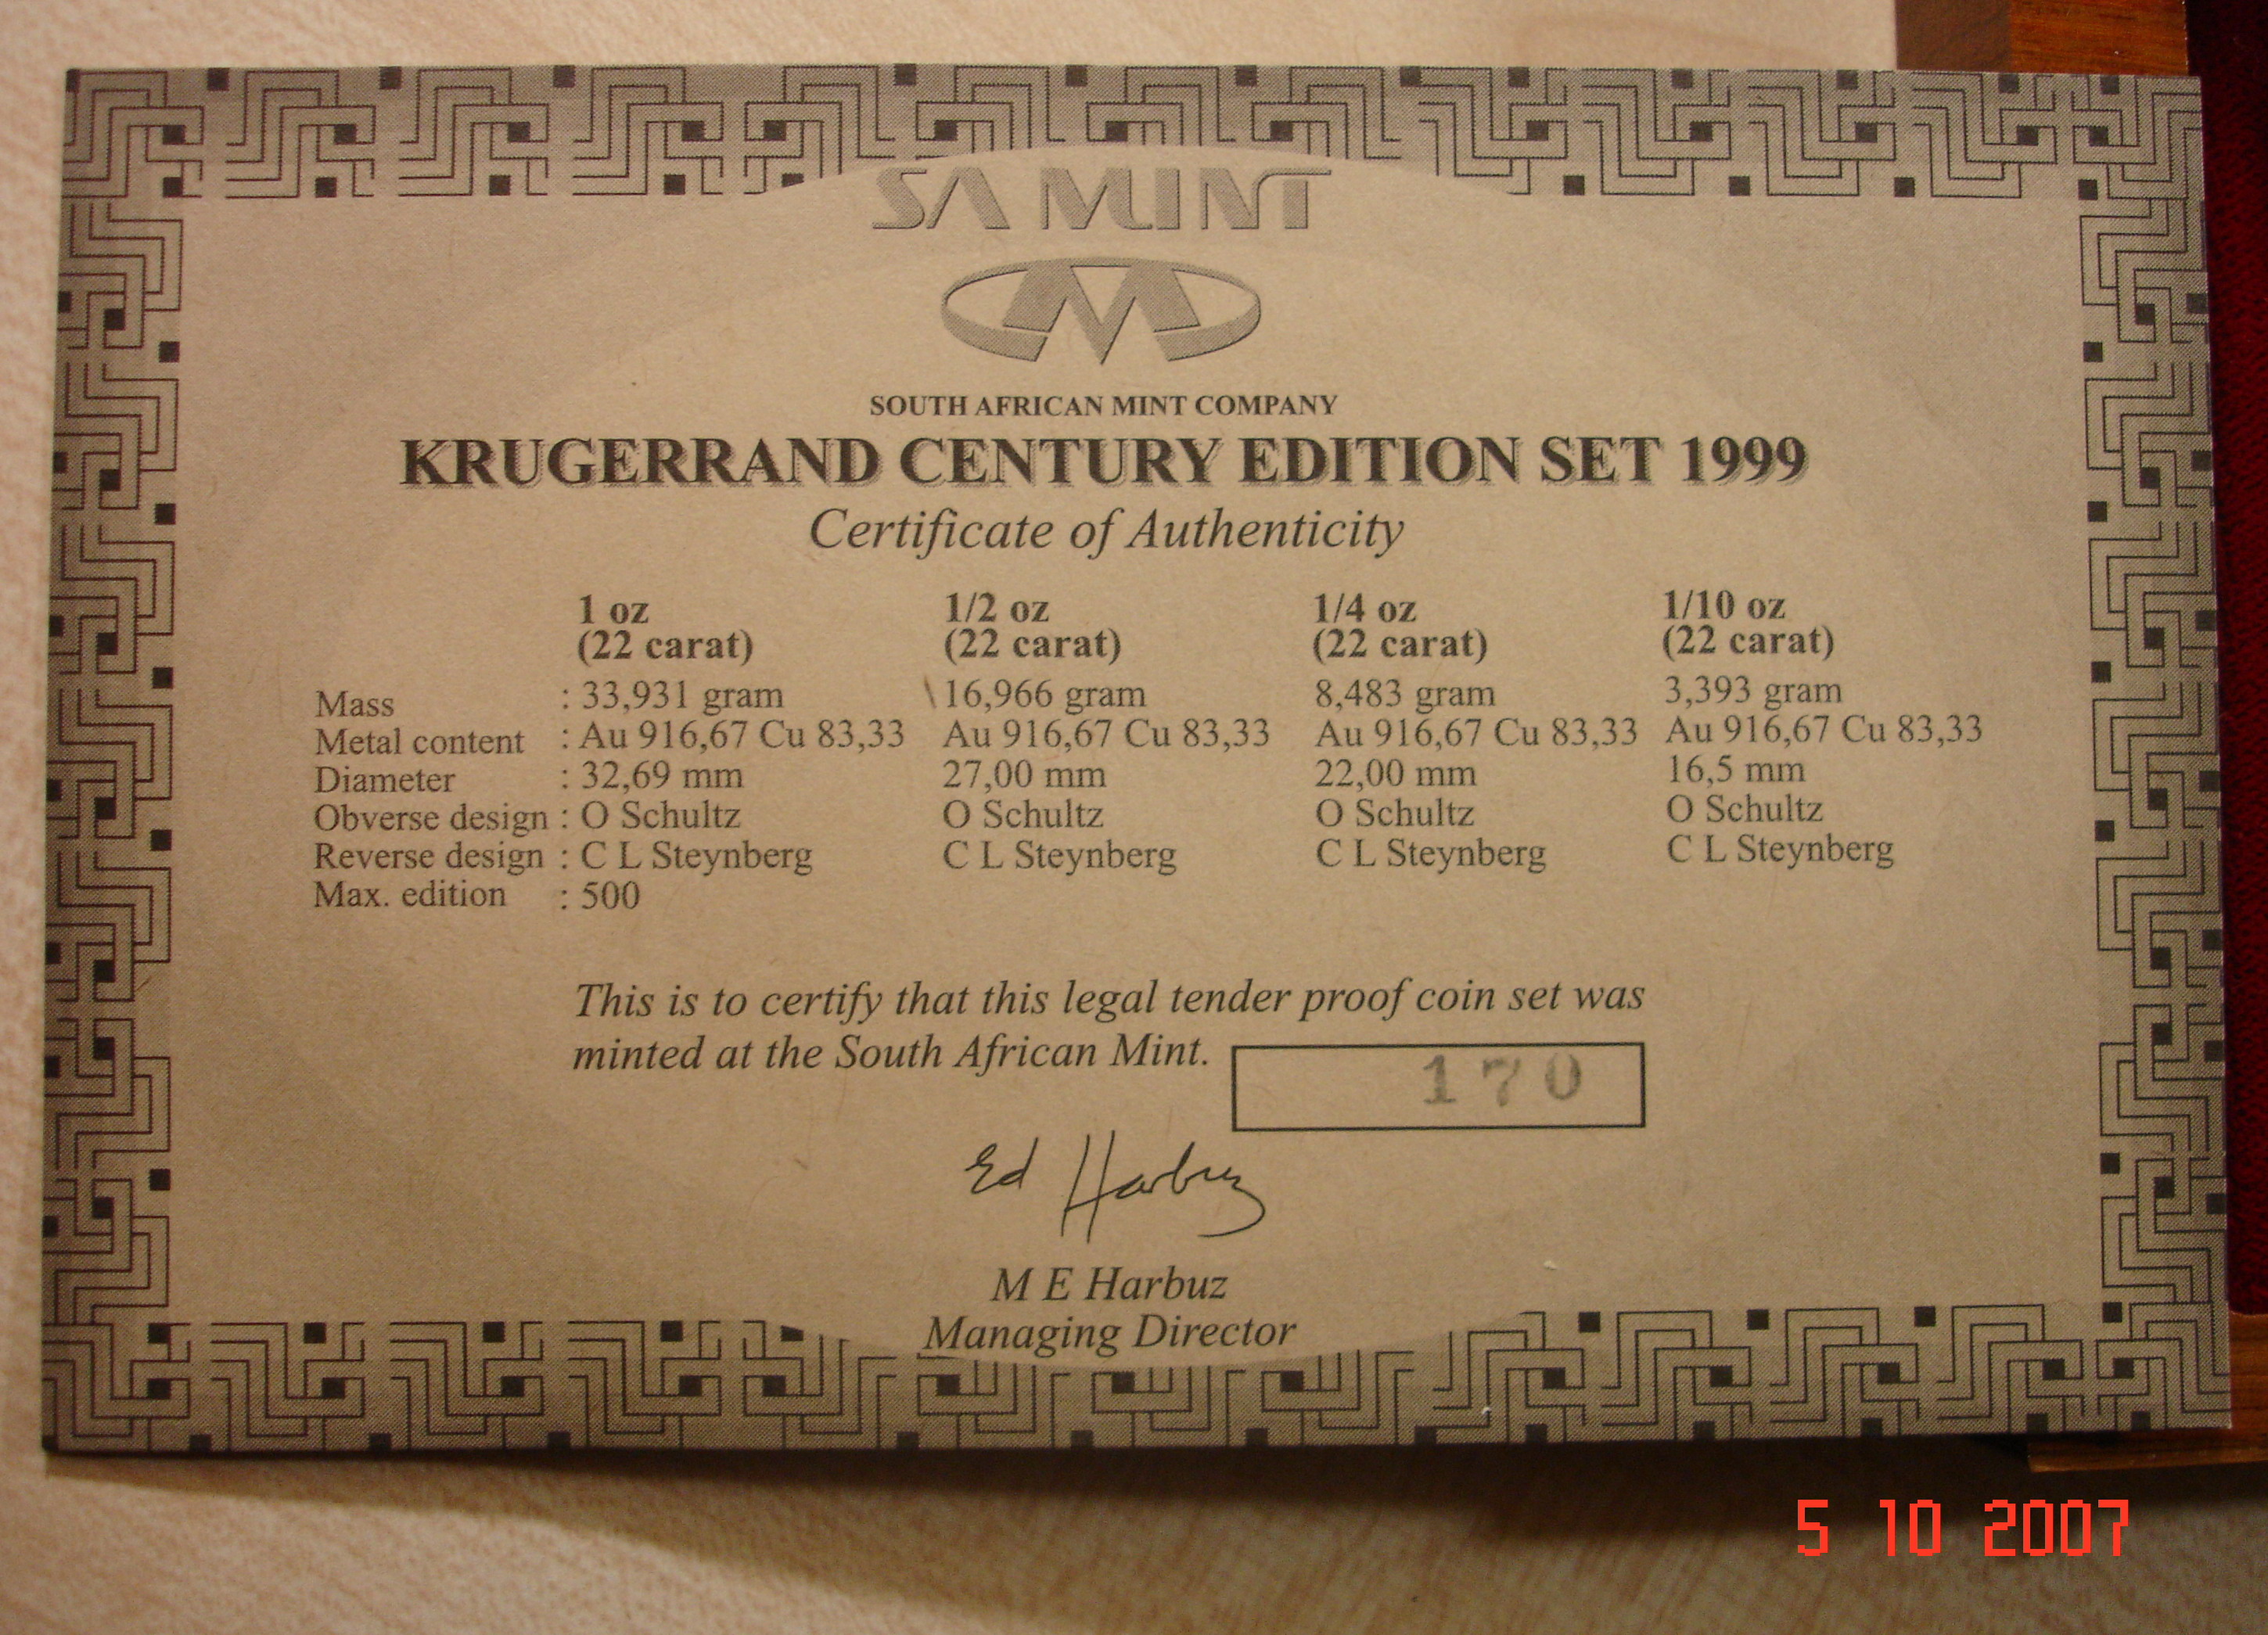 SA MINT
SOUTH AFRICAN MINT COMPANY
KRUGERRAND CENTURY EDITION SET 1999
Certificate of Authenticity
1 oz 1/2 oz 1/4 oz 1/10 oz
(22 carat) (22 carat) (22 carat) (22 carat)
Mass : 33,931 gram 16,966 gram 8,483 gram 3,393 gram
Metal content : Au 916,67 Cu 83,33 Au 916,67 Cu 83,33 Au 916,67 Cu 83,33 Au 916,67 Cu 83,33
Diameter : 32,69 mm 27,00 mm 22,00 mm 16,5 mm
Obverse design : O Schultz O Schultz O Schultz O Schultz
Reverse design : C L Steynberg C L Steynberg C L Steynberg C L Steynberg
Max. edition : 500
This is to certify that this legal tender proof coin set was
minted at the South African Mint. 170
Ed Harbuz
M E Harbuz
Managing Director
5 10 2007